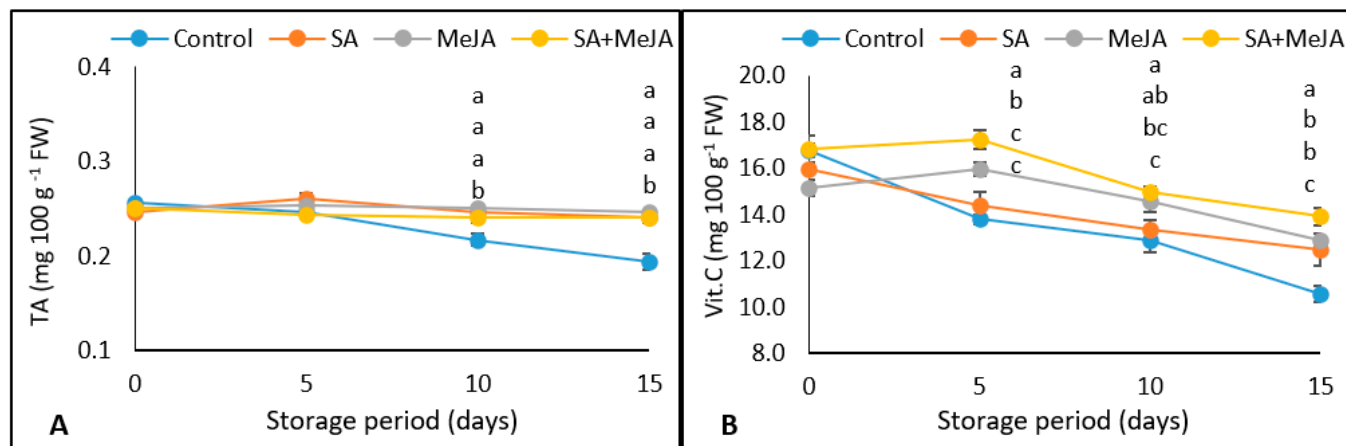 Control SA MeJA SA+MeJA
0.4
0.3
0.2
0.1
TA (mg 100 g -1 FW)
a
a
a
b
a
a
a
b
0 5 10 15
Storage period (days)
A
Control SA MeJA SA+MeJA
20.0
18.0
16.0
14.0
12.0
10.0
8.0
Vit.C (mg 100 g-1 FW)
a
b
c
c
a
ab
bc
c
a
b
b
c
0 5 10 15
Storage period (days)
B